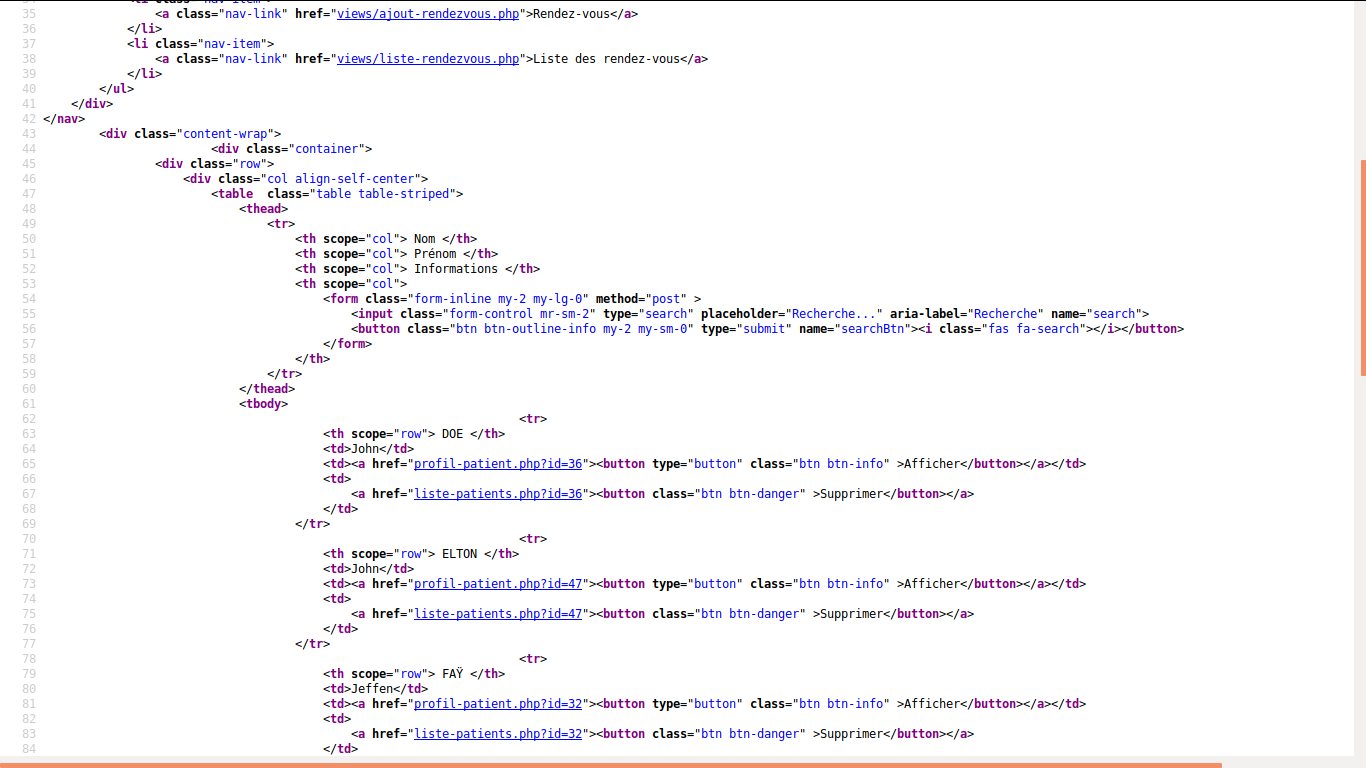 35 <a class="nav-link" href="views/ajout-rendezvous.php">Rendez-vous</a>
36 </li>
37 <li class="nav-item">
38 <a class="nav-link" href="views/liste-rendezvous.php">Liste des rendez-vous</a>
39 </li>
40 </ul>
41 </div>
42 </nav>
43 <div class="content-wrap">
44 <div class="container">
45 <div class="row">
46 <div class="col align-self-center">
47 <table  class="table table-striped">
48 <thead>
49 <tr>
50 <th scope="col"> Nom </th>
51 <th scope="col"> Prénom </th>
52 <th scope="col"> Informations </th>
53 <th scope="col">
54 <form class="form-inline my-2 my-lg-0" method="post" >
55 <input class="form-control mr-sm-2" type="search" placeholder="Recherche..." aria-label="Recherche" name="search">
56 <button class="btn btn-outline-info my-2 my-sm-0" type="submit" name="searchBtn"><i class="fas fa-search"></i></button>
57 </form>
58 </th>
59 </tr>
60 </thead>
61 <tbody>
62 <tr>
63 <th scope="row"> DOE </th>
64 <td>John</td>
65 <td><a href="profil-patient.php?id=36"><button type="button" class="btn btn-info" >Afficher</button></a></td>
66 <td>
67 <a href="liste-patients.php?id=36"><button class="btn btn-danger" >Supprimer</button></a>
68 </td>
69 </tr>
70 <tr>
71 <th scope="row"> ELTON </th>
72 <td>John</td>
73 <td><a href="profil-patient.php?id=47"><button type="button" class="btn btn-info" >Afficher</button></a></td>
74 <td>
75 <a href="liste-patients.php?id=47"><button class="btn btn-danger" >Supprimer</button></a>
76 </td>
77 </tr>
78 <tr>
79 <th scope="row"> FAŸ </th>
80 <td>Jeffen</td>
81 <td><a href="profil-patient.php?id=32"><button type="button" class="btn btn-info" >Afficher</button></a></td>
82 <td>
83 <a href="liste-patients.php?id=32"><button class="btn btn-danger" >Supprimer</button></a>
84 </td>